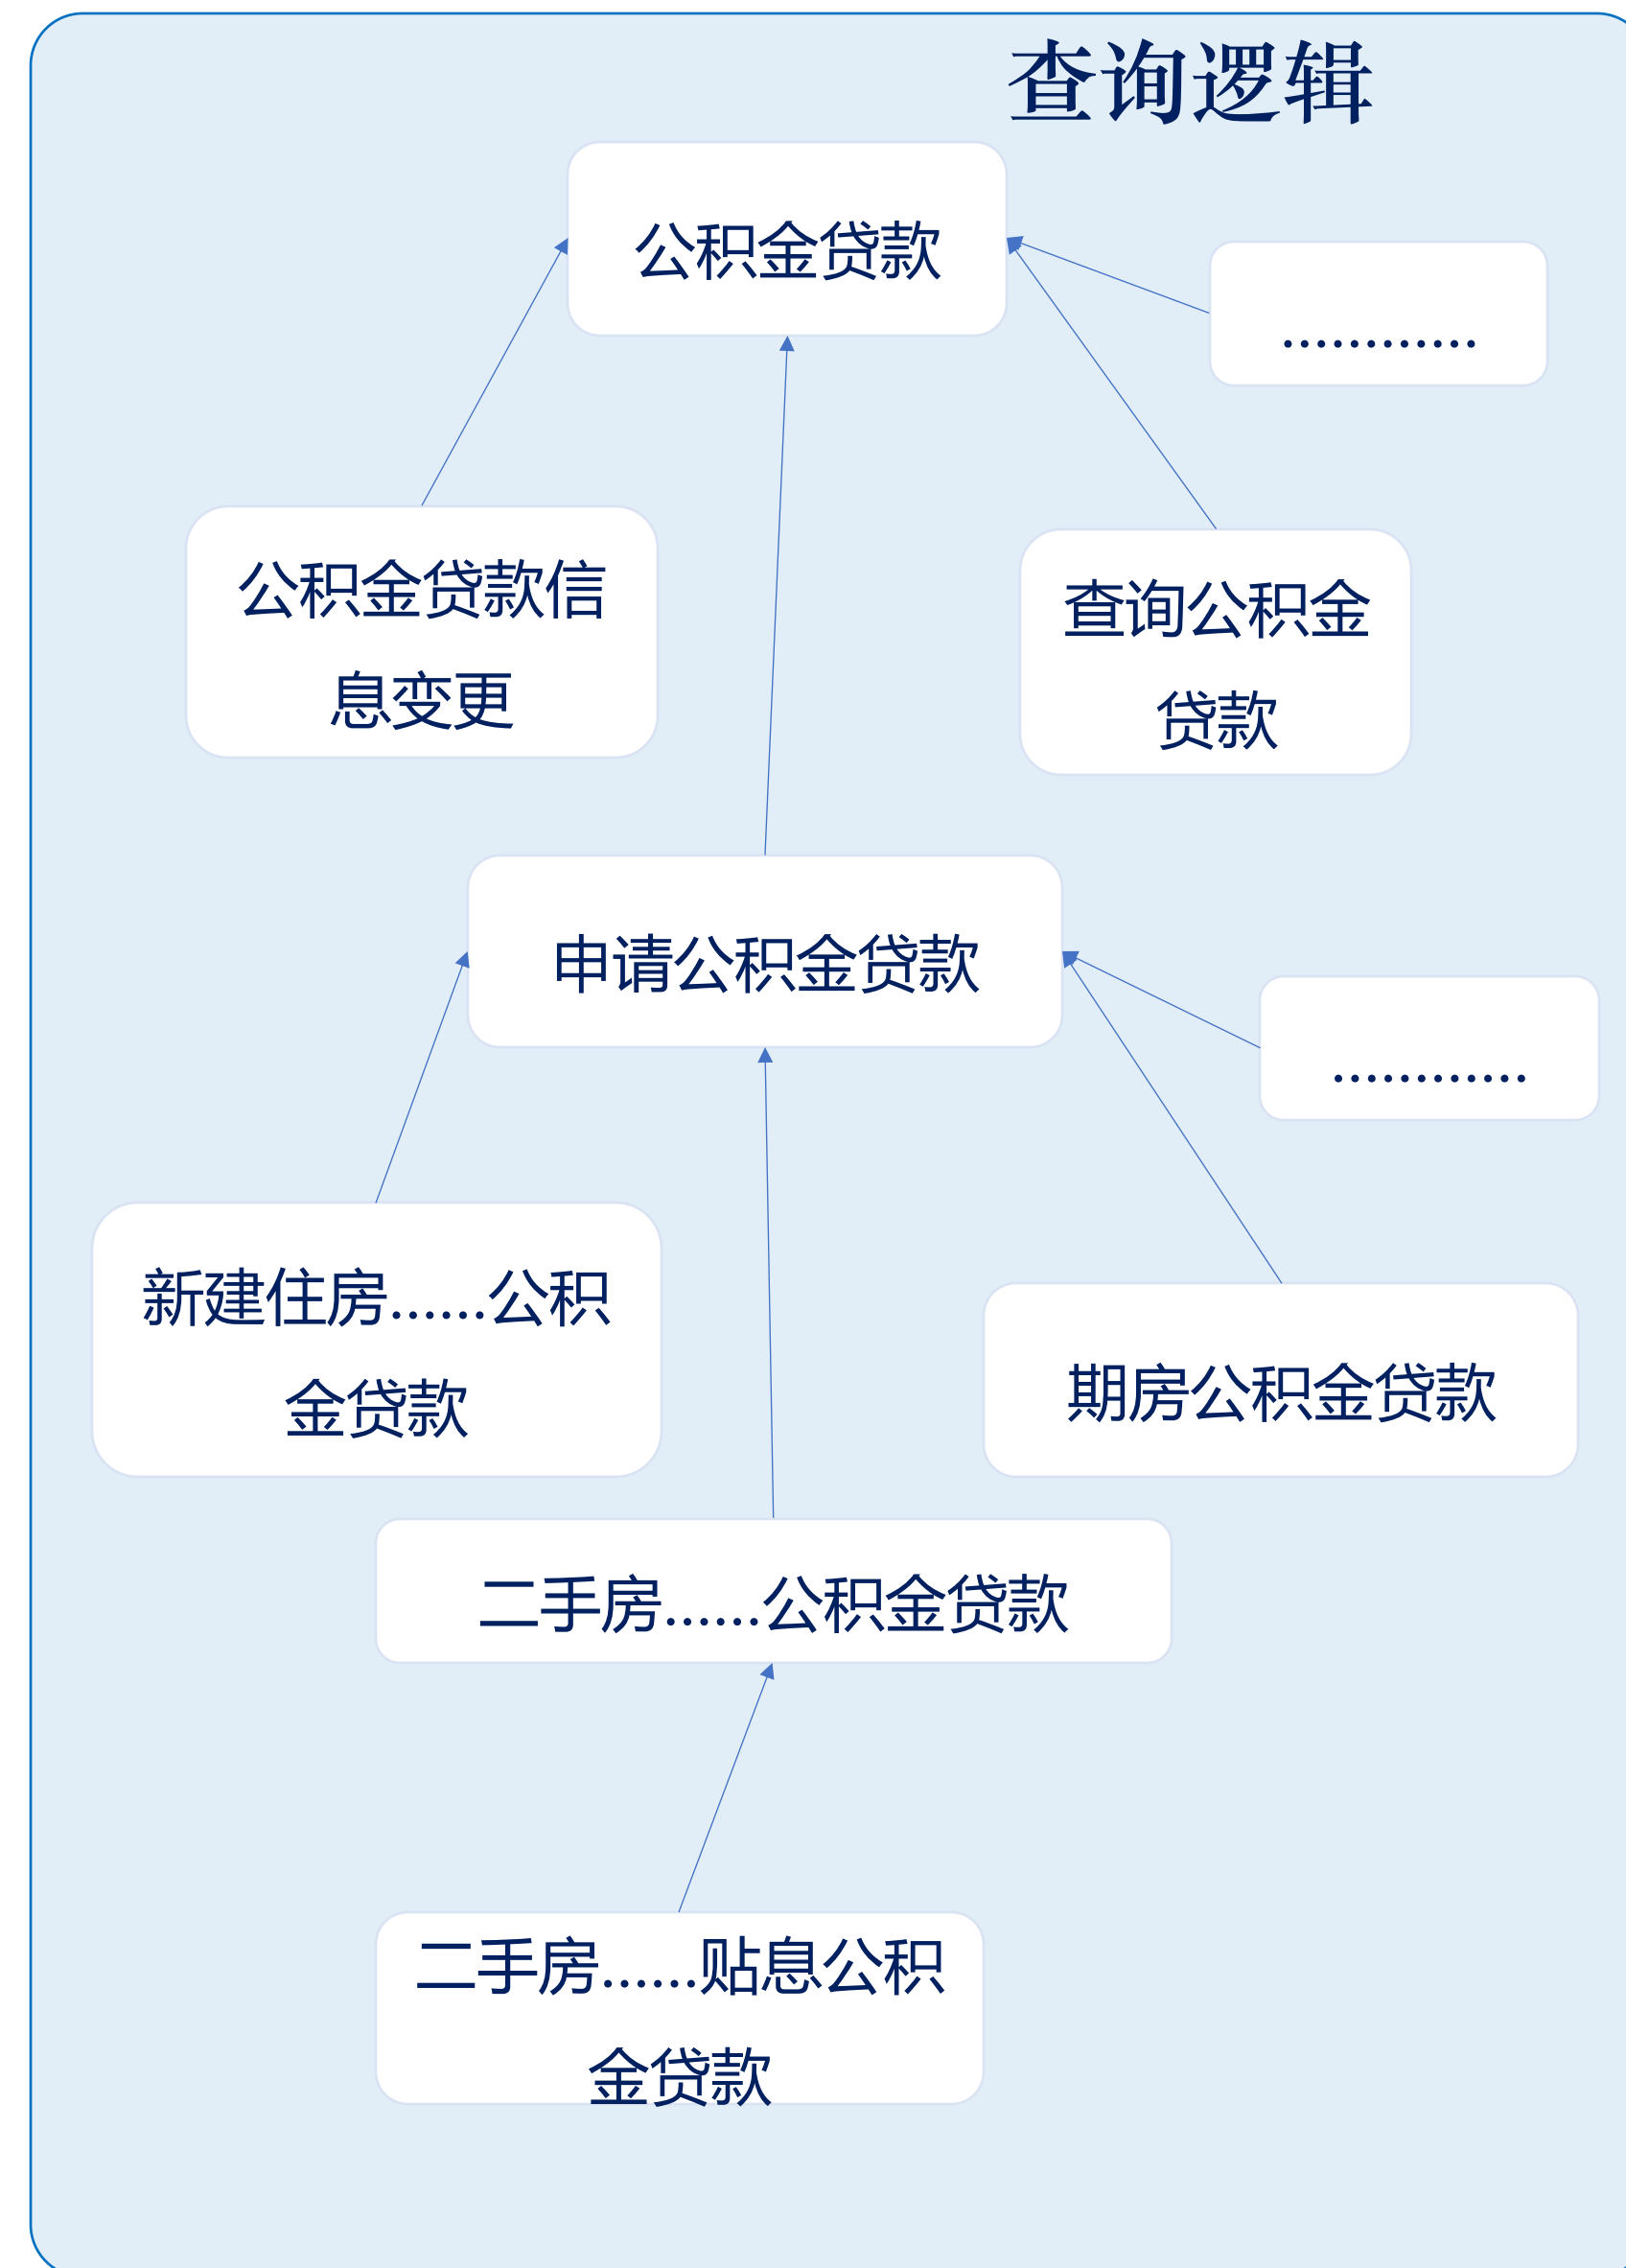 查询逻辑
公积金贷款
…………
公积金贷款信
息变更
查询公积金
贷款
申请公积金贷款
…………
新建住房……公积
金贷款
期房公积金贷款
二手房……公积金贷款
二手房……贴息公积
金贷款